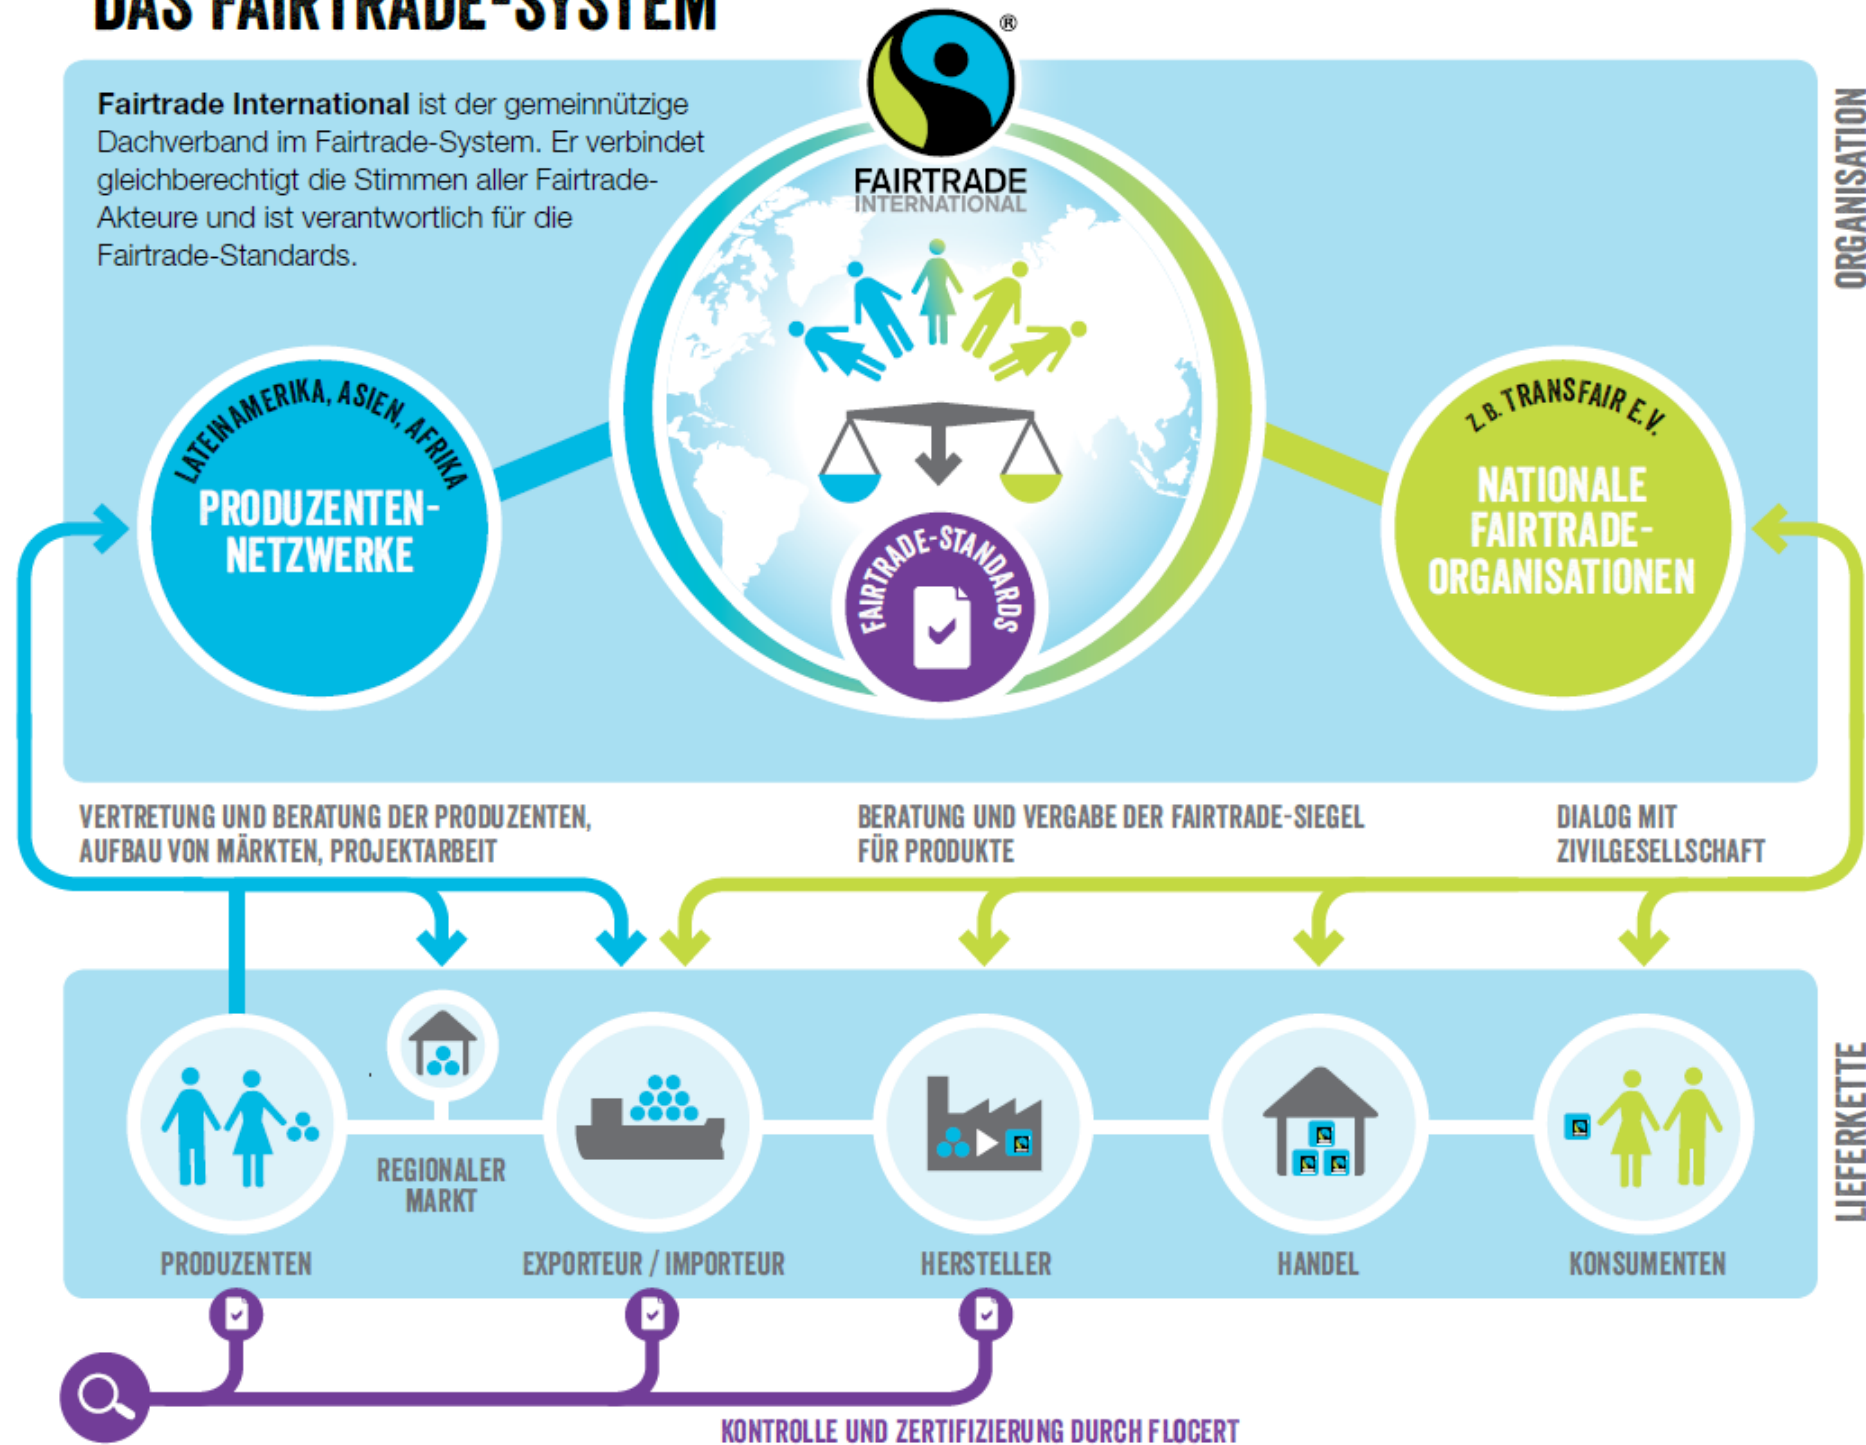 DAS FAIRTRADE-SYSTEM
Fairtrade International ist der gemeinnützige
Dachverband im Fairtrade-System. Er verbindet
gleichberechtigt die Stimmen aller Fairtrade-
Akteure und ist verantwortlich für die
Fairtrade-Standards.
®
FAIRTRADE
INTERNATIONAL
ORGANISATION
LATEINAMERIKA, ASIEN, AFRIKA
PRODUZENTEN-
NETZWERKE
FAIRTRADE-STANDARDS
Z. B. TRANSFAIR E.V.
NATIONALE
FAIRTRADE-
ORGANISATIONEN
VERTRETUNG UND BERATUNG DER PRODUZENTEN,
AUFBAU VON MÄRKTEN, PROJEKTARBEIT
BERATUNG UND VERGABE DER FAIRTRADE-SIEGEL
FÜR PRODUKTE
DIALOG MIT
ZIVILGESELLSCHAFT
LIEFERKETTE
REGIONALER
MARKT
PRODUZENTEN
EXPORTEUR / IMPORTEUR
HERSTELLER
HANDEL
KONSUMENTEN
KONTROLLE UND ZERTIFIZIERUNG DURCH FLOCERT